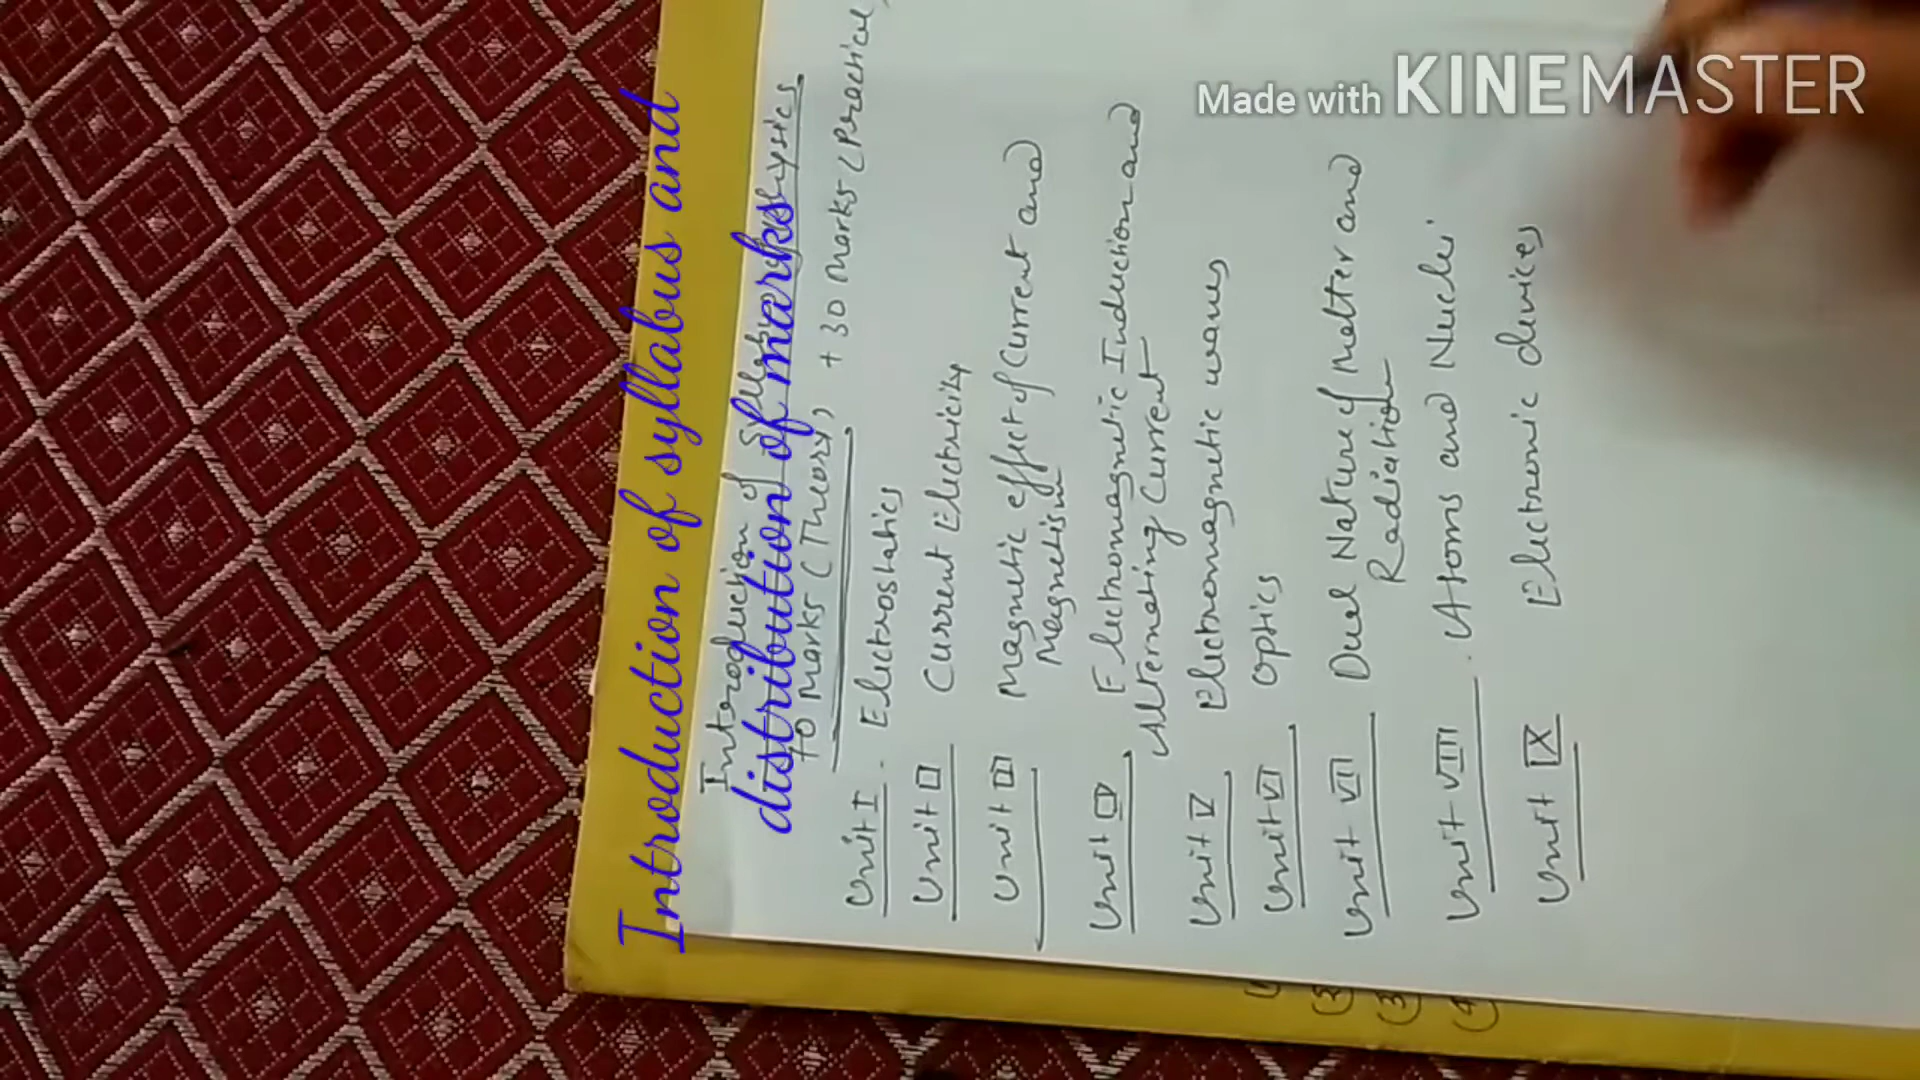 Made with KINEMASTER
Introduction of syllabus and
distribution of marks
Introduction of syllabus Physics
70 Marks (Theory) + 30 Marks (Practical)
Unit I - Electrostatics
Unit II Current Electricity
Unit III Magnetic effect of Current and
Magnetism
Unit IV Electromagnetic Induction and
Alternating Current
Unit V Electromagnetic waves
Unit VI Optics
Unit VII Dual Nature of Matter and
Radiation
Unit VIII . Atoms and Nuclei
Unit IX Electronic devices
(2)
(3)
(4)